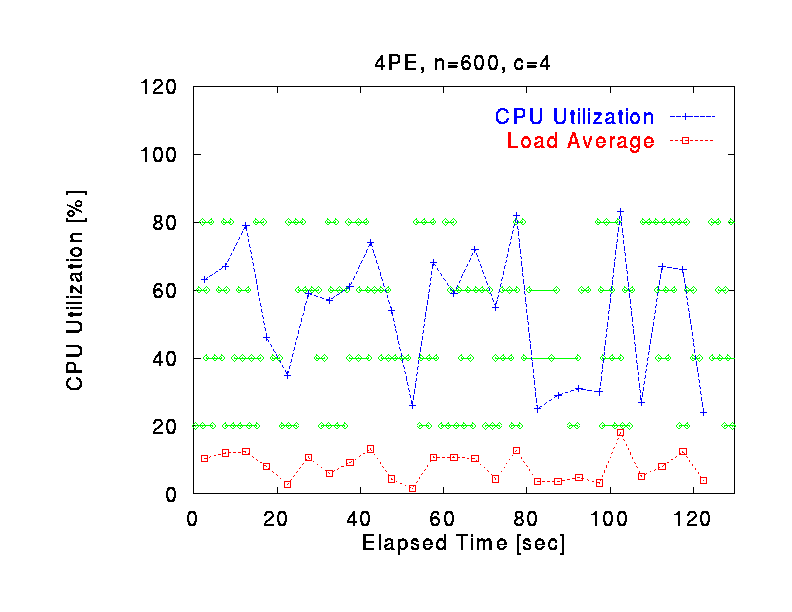 4PE, n=600, c=4
120
CPU Utilization
Load Average
100
80
60
40
20
0
CPU Utilization [%]
0 20 40 60 80 100 120
Elapsed Time [sec]